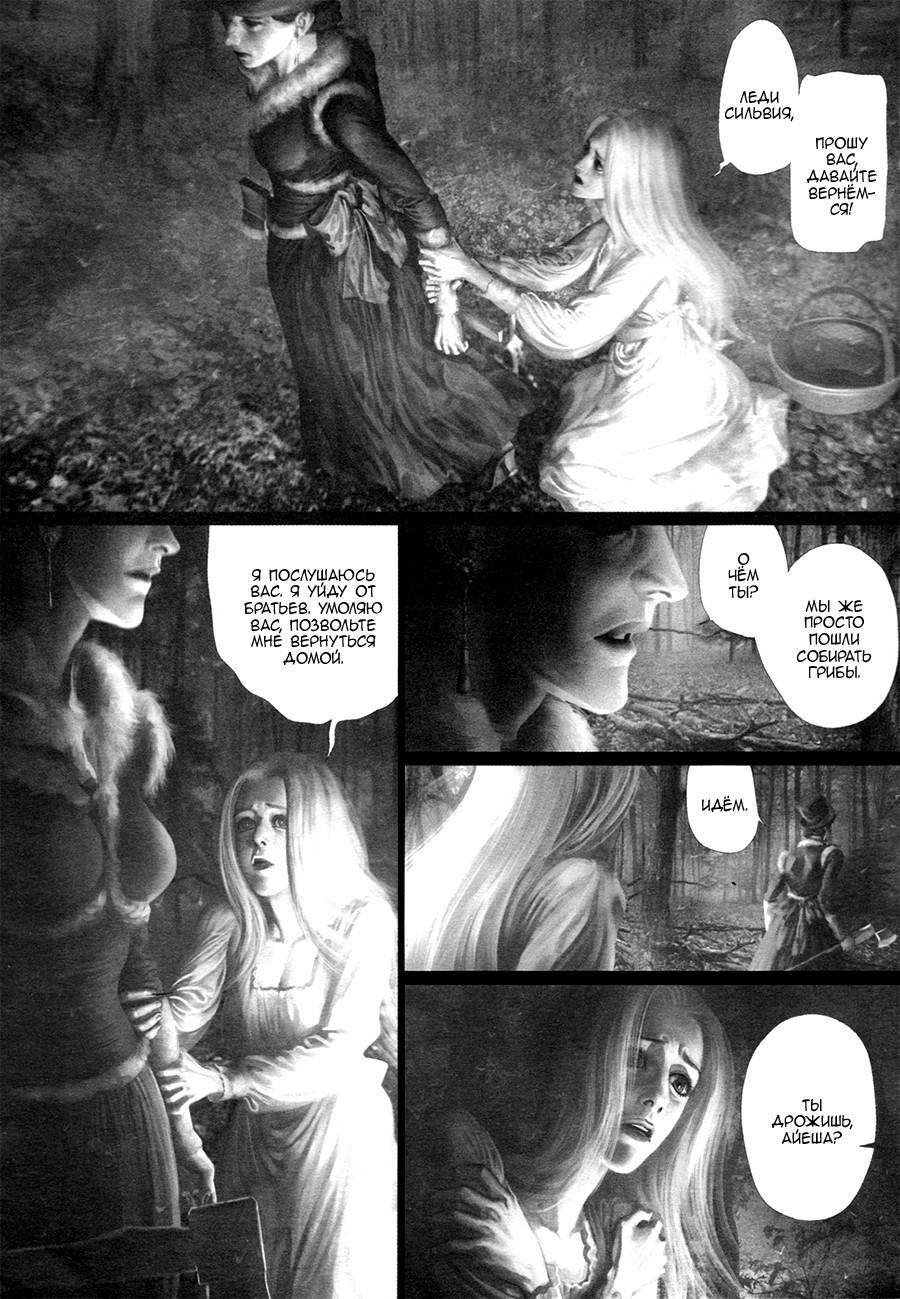 ЛЕДИ
СИЛЬВИЯ,
ПРОШУ
ВАС,
ДАВАЙТЕ
ВЕРНЁМ-
СЯ!
Я ПОСЛУШАЮСЬ
ВАС. Я УЙДУ ОТ
БРАТЬЕВ. УМОЛЯЮ
ВАС, ПОЗВОЛЬТЕ
МНЕ ВЕРНУТЬСЯ
ДОМОЙ.
О
ЧЁМ
ТЫ?
МЫ ЖЕ
ПРОСТО
ПОШЛИ
СОБИРАТЬ
ГРИБЫ.
ИДЁМ.
ТЫ
ДРОЖИШЬ,
АЙЕША?